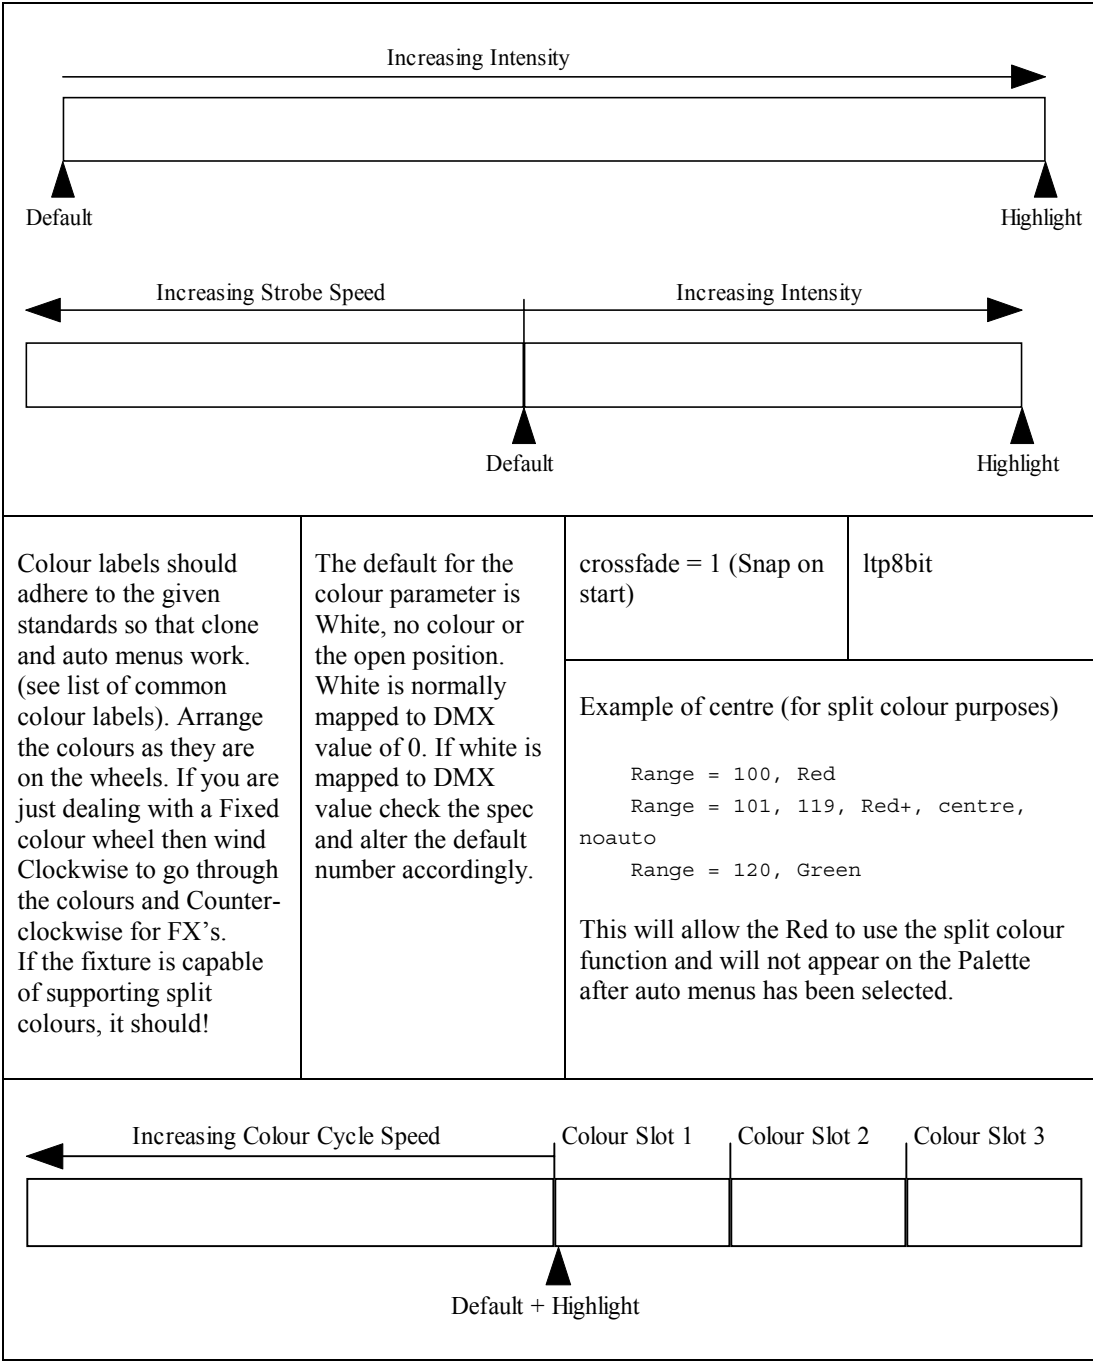 Increasing Intensity
Default
Highlight
Increasing Strobe Speed
Increasing Intensity
Default
Highlight
Colour labels should
adhere to the given
standards so that clone
and auto menus work.
(see list of common
colour labels). Arrange
the colours as they are
on the wheels. If you are
just dealing with a Fixed
colour wheel then wind
Clockwise to go through
the colours and Counter-
clockwise for FX’s.
If the fixture is capable
of supporting split
colours, it should!
The default for the
colour parameter is
White, no colour or
the open position.
White is normally
mapped to DMX
value of 0. If white is
mapped to DMX
value check the spec
and alter the default
number accordingly.
crossfade = 1 (Snap on
start)
ltp8bit
Example of centre (for split colour purposes)
Range = 100, Red
Range = 101, 119, Red+, centre,
noauto
Range = 120, Green
This will allow the Red to use the split colour
function and will not appear on the Palette
after auto menus has been selected.
Increasing Colour Cycle Speed
Colour Slot 1
Colour Slot 2
Colour Slot 3
Default + Highlight